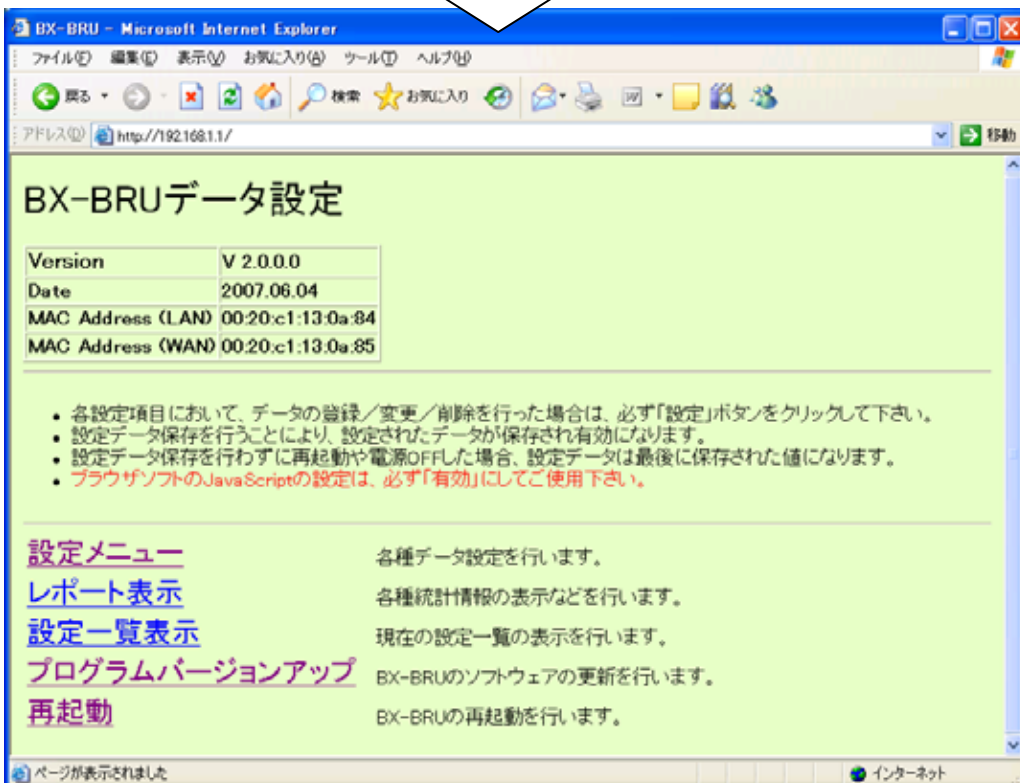 BX-BRU - Microsoft Internet Explorer
ファイル(F) 編集(E) 表示(V) お気に入り(A) ツール(T) ヘルプ(H)
戻る 検索 お気に入り
アドレス(D) http://192.168.1.1/ 移動
BX-BRUデータ設定
Version V 2.0.0.0
Date 2007.06.04
MAC Address (LAN) 00:20:c1:13:0a:84
MAC Address (WAN) 00:20:c1:13:0a:85
・各設定項目において、データの登録／変更／削除を行った場合は、必ず「設定」ボタンをクリックして下さい。
・設定データ保存を行うことにより、設定されたデータが保存され有効になります。
・設定データ保存を行わずに再起動や電源OFFした場合、設定データは最後に保存された値になります。
・ブラウザソフトのJavaScriptの設定は、必ず「有効」にしてご使用下さい。
設定メニュー 各種データ設定を行います。
レポート表示 各種統計情報の表示などを行います。
設定一覧表示 現在の設定一覧の表示を行います。
プログラムバージョンアップ BX-BRUのソフトウェアの更新を行います。
再起動 BX-BRUの再起動を行います。
ページが表示されました インターネット